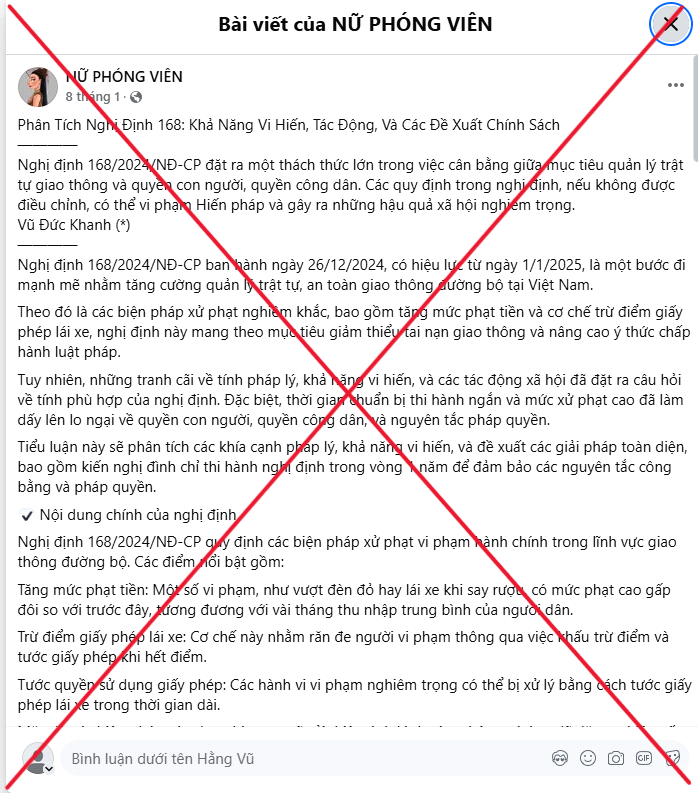 Bài viết của NỮ PHÓNG VIÊN
NỮ PHÓNG VIÊN
8 tháng 1 ·
Phân Tích Nghị Định 168: Khả Năng Vi Hiến, Tác Động, Và Các Đề Xuất Chính Sách
Nghị định 168/2024/NĐ-CP đặt ra một thách thức lớn trong việc cân bằng giữa mục tiêu quản lý trật
tự giao thông và quyền con người, quyền công dân. Các quy định trong nghị định, nếu không được
điều chỉnh, có thể vi phạm Hiến pháp và gây ra những hậu quả xã hội nghiêm trọng.
Vũ Đức Khanh (*)
Nghị định 168/2024/NĐ-CP ban hành ngày 26/12/2024, có hiệu lực từ ngày 1/1/2025, là một bước đi
mạnh mẽ nhằm tăng cường quản lý trật tự, an toàn giao thông đường bộ tại Việt Nam.
Theo đó là các biện pháp xử phạt nghiêm khắc, bao gồm tăng mức phạt tiền và cơ chế trừ điểm giấy
phép lái xe, nghị định này mang theo mục tiêu giảm thiểu tai nạn giao thông và nâng cao ý thức chấp
hành luật pháp.
Tuy nhiên, những tranh cãi về tính pháp lý, khả năng vi hiến, và các tác động xã hội đã đặt ra câu hỏi
về tính phù hợp của nghị định. Đặc biệt, thời gian chuẩn bị thi hành ngắn và mức xử phạt cao đã làm
dấy lên lo ngại về quyền con người, quyền công dân, và nguyên tắc pháp quyền.
Tiểu luận này sẽ phân tích các khía cạnh pháp lý, khả năng vi hiến, và đề xuất các giải pháp toàn diện,
bao gồm kiến nghị đình chỉ thi hành nghị định trong vòng 1 năm để đảm bảo các nguyên tắc công
bằng và pháp quyền.
Nội dung chính của nghị định
Nghị định 168/2024/NĐ-CP quy định các biện pháp xử phạt vi phạm hành chính trong lĩnh vực giao
thông đường bộ. Các điểm nổi bật gồm:
Tăng mức phạt tiền: Một số vi phạm, như vượt đèn đỏ hay lái xe khi say rượu, có mức phạt cao gấp
đôi so với trước đây, tương đương với vài tháng thu nhập trung bình của người dân.
Trừ điểm giấy phép lái xe: Cơ chế này nhằm răn đe người vi phạm thông qua việc khấu trừ điểm và
tước giấy phép khi hết điểm.
Tước quyền sử dụng giấy phép: Các hành vi vi phạm nghiêm trọng có thể bị xử lý bằng cách tước giấy
phép lái xe trong thời gian dài.
Bình luận dưới tên Hằng Vũ
GIF